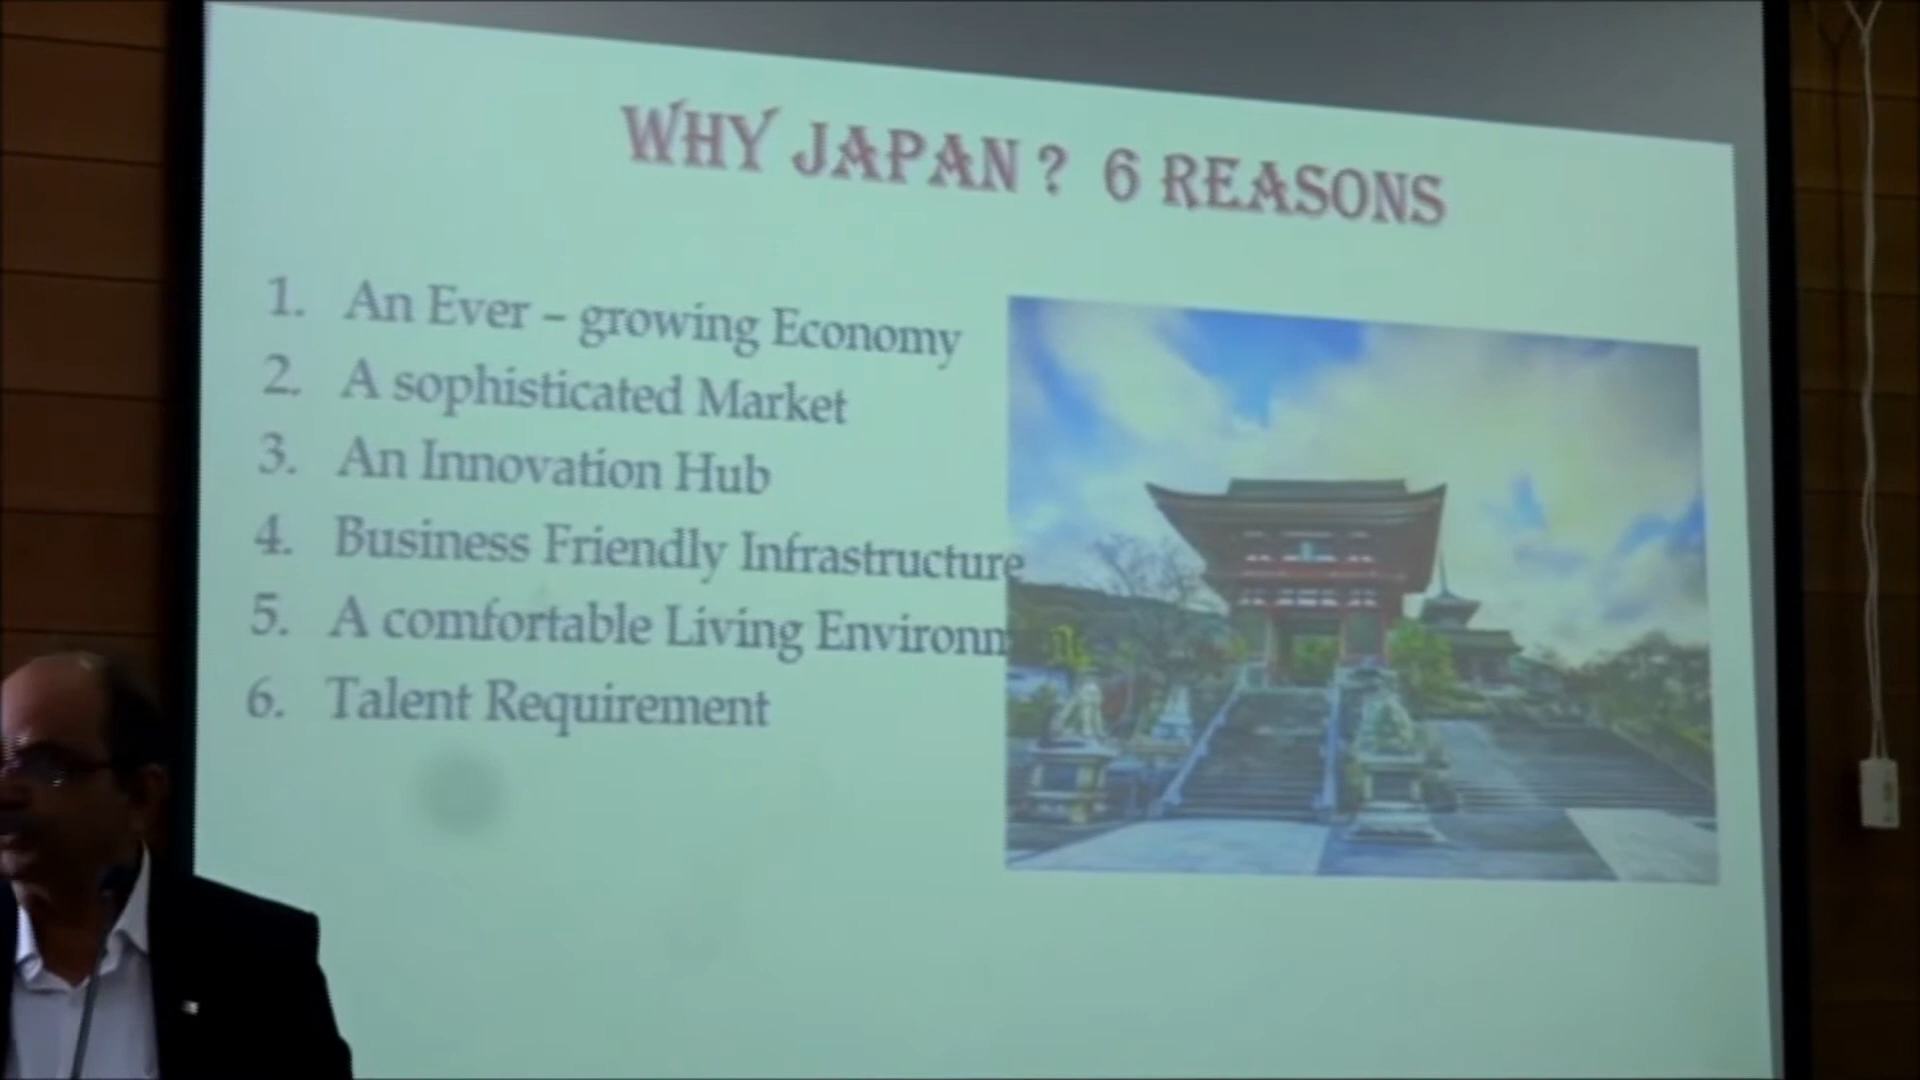 WHY JAPAN ? 6 REASONS
1. An Ever – growing Economy
2. A sophisticated Market
3. An Innovation Hub
4. Business Friendly Infrastructure
5. A comfortable Living
6. Talent Requirement